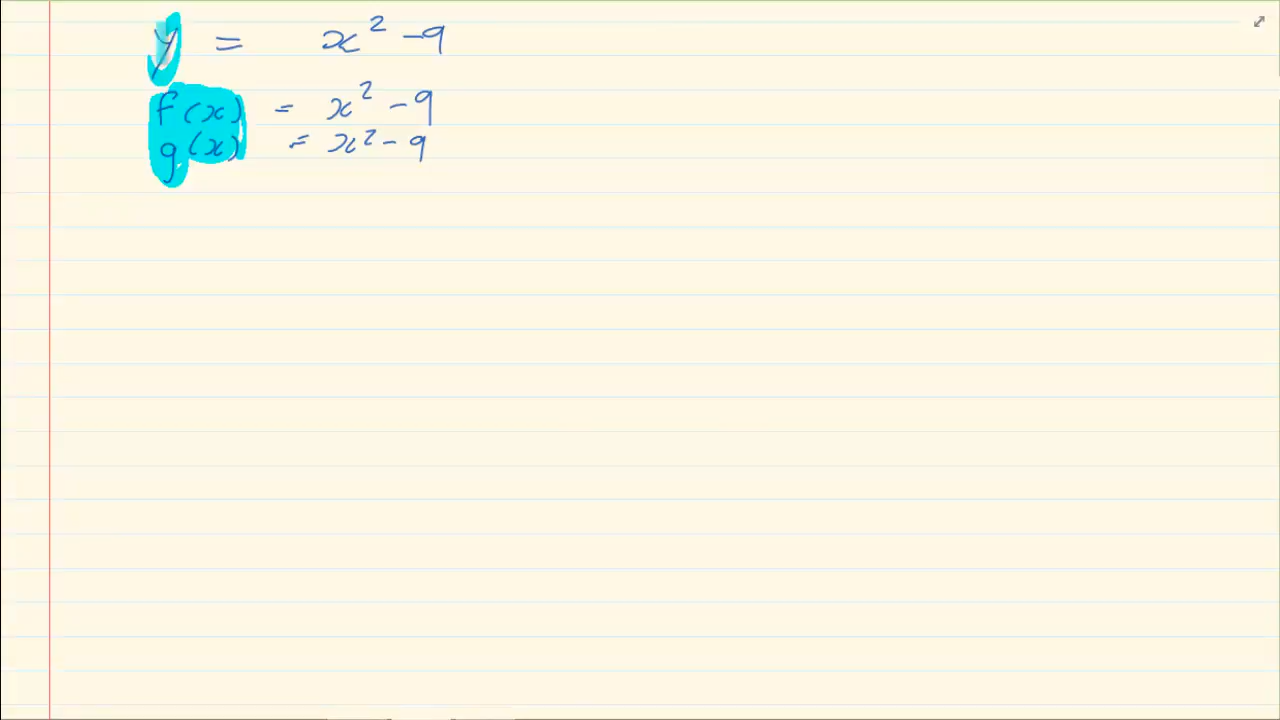 y = x² - 9
f(x) = x² - 9
g(x) = x² - 9